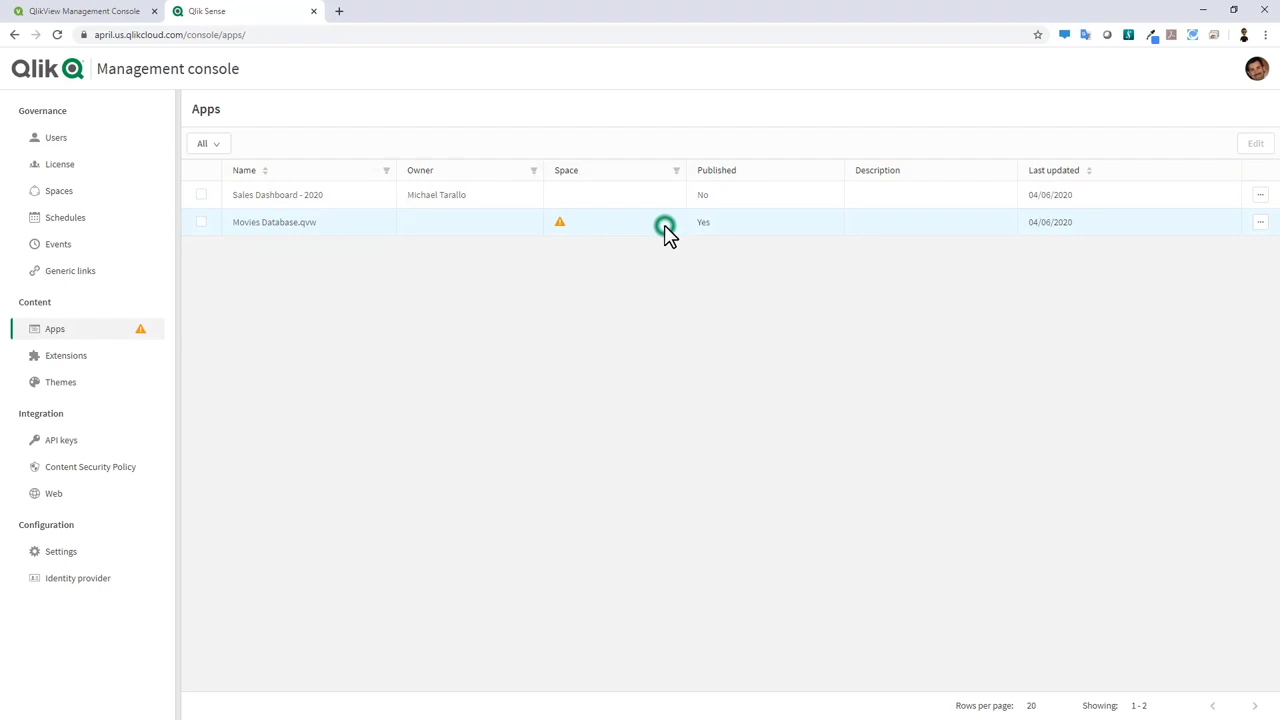 QlikView Management Console
Qlik Sense
april.us.qlikcloud.com/console/apps/
Qlik
Management console
Governance
Users
License
Spaces
Schedules
Events
Generic links
Content
Apps
Extensions
Themes
Integration
API keys
Content Security Policy
Web
Configuration
Settings
Identity provider
Apps
All
Edit
Name Owner Space Published Description Last updated
Sales Dashboard - 2020 Michael Tarallo No 04/06/2020
Movies Database.qvw Yes 04/06/2020
Rows per page: 20 Showing: 1 - 2